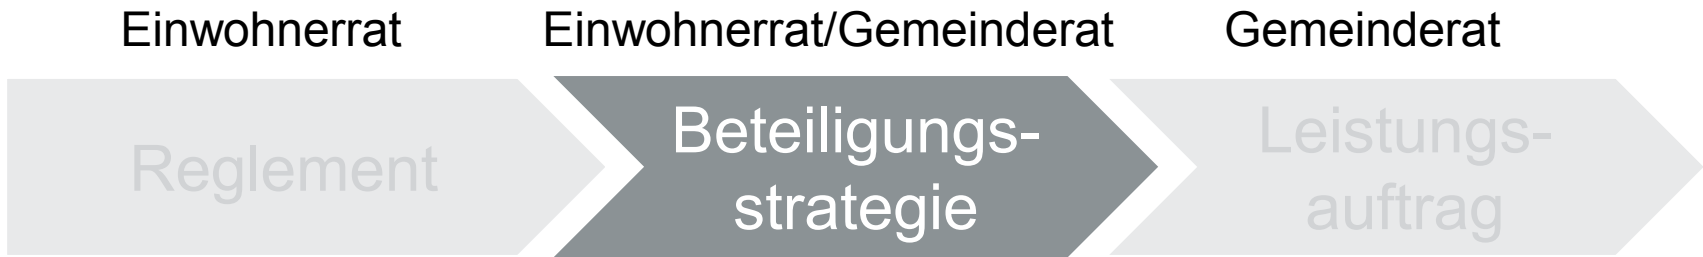 Einwohnerrat Einwohnerrat/Gemeinderat Gemeinderat
Reglement
Beteiligungs-
strategie
Leistungs-
auftrag